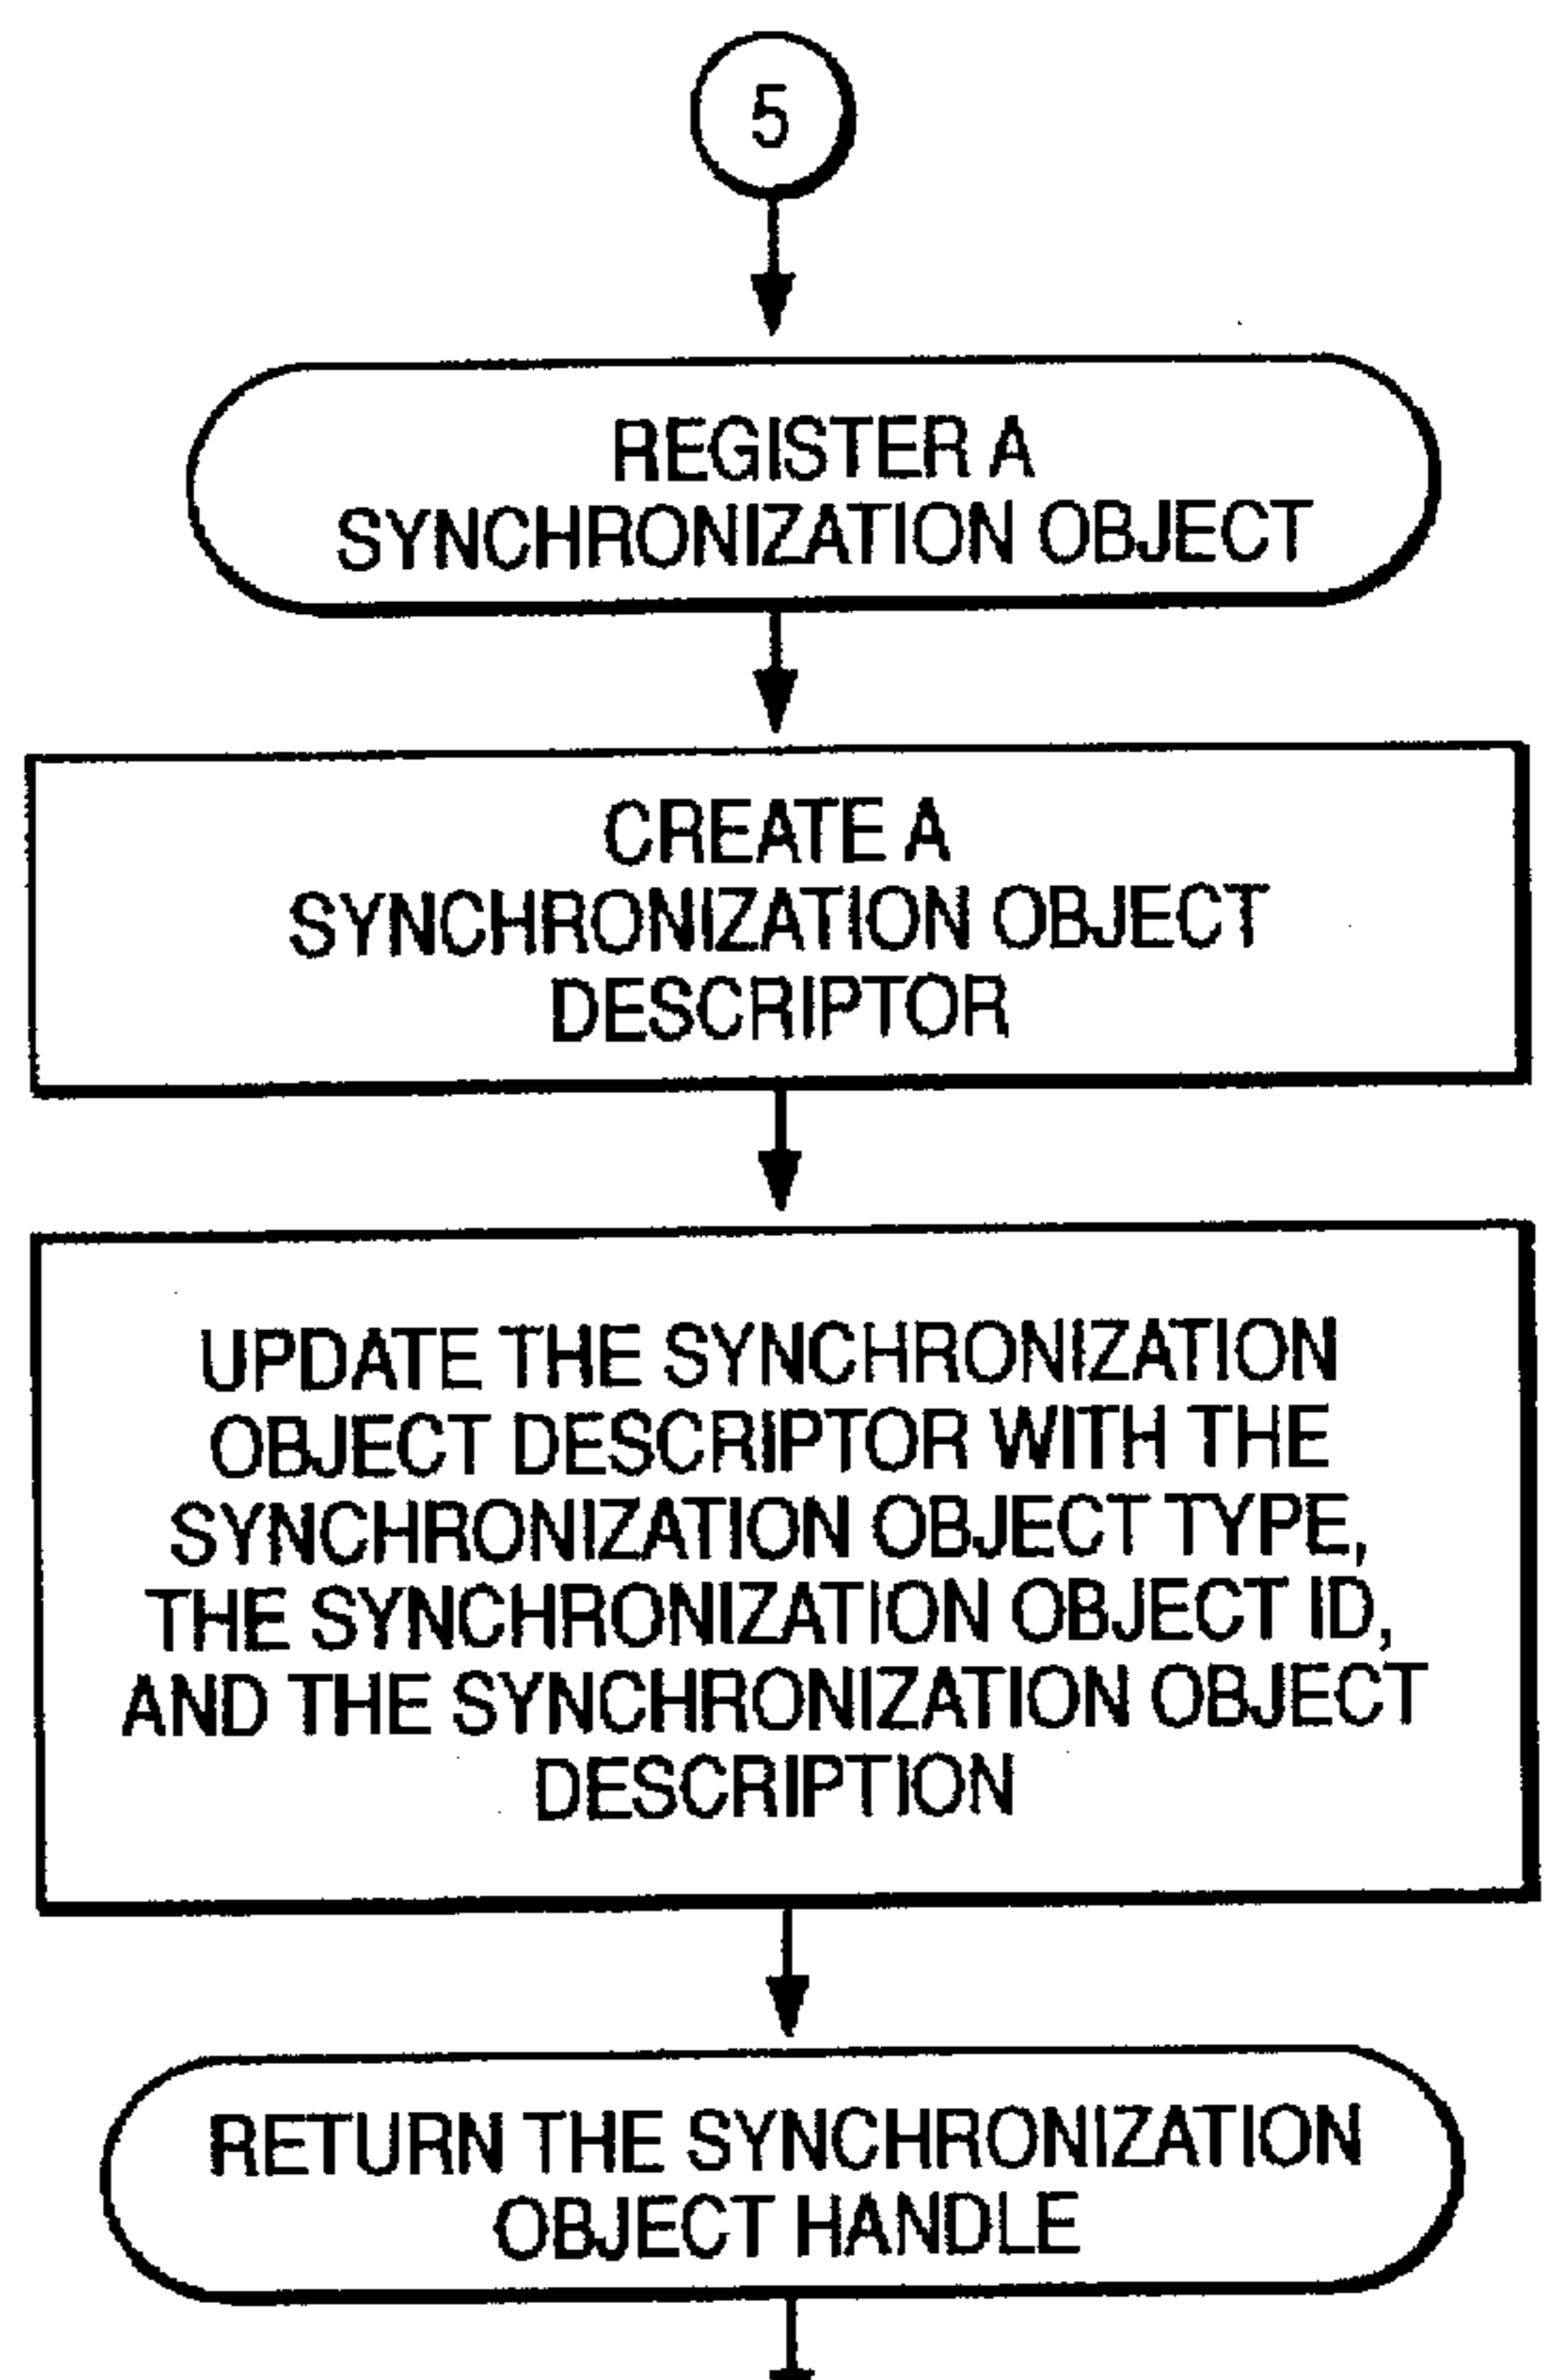 5
REGISTER A
SYNCHRONIZATION OBJECT
CREATE A
SYNCHRONIZATION OBJECT
DESCRIPTOR
UPDATE THE SYNCHRONIZATION
OBJECT DESCRIPTOR WITH THE
SYNCHRONIZATION OBJECT TYPE,
THE SYNCHRONIZATION OBJECT ID,
AND THE SYNCHRONIZATION OBJECT
DESCRIPTION
RETURN THE SYNCHRONIZATION
OBJECT HANDLE